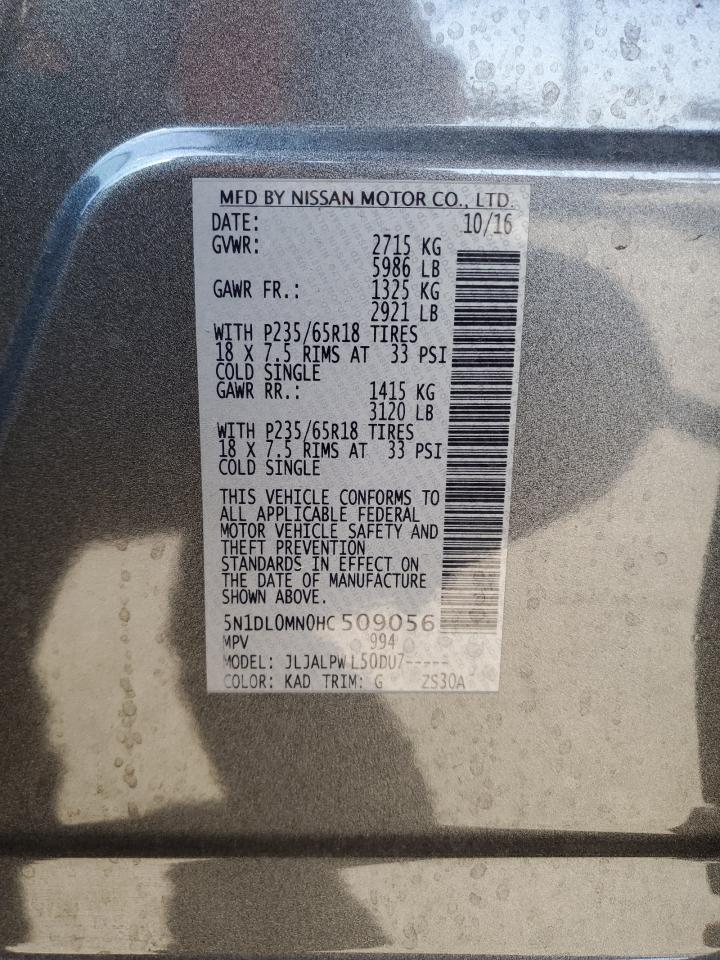 MFD BY NISSAN MOTOR CO., LTD.
DATE: 10/16
GVWR: 2715 KG
5986 LB
GAWR FR.: 1325 KG
2921 LB
WITH P235/65R18 TIRES
18 X 7.5 RIMS AT 33 PSI
COLD SINGLE
GAWR RR.: 1415 KG
3120 LB
WITH P235/65R18 TIRES
18 X 7.5 RIMS AT 33 PSI
COLD SINGLE
THIS VEHICLE CONFORMS TO
ALL APPLICABLE FEDERAL
MOTOR VEHICLE SAFETY AND
THEFT PREVENTION
STANDARDS IN EFFECT ON
THE DATE OF MANUFACTURE
SHOWN ABOVE.
5N1DL0MN0HC509056
MPV 994
MODEL: JLJALPWL50DU7-----
COLOR: KAD TRIM: G ZS30A